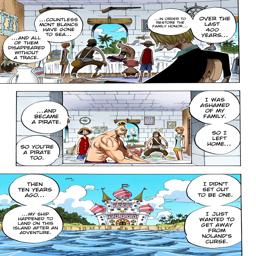 OVER THE
LAST
400
YEARS...
...IN ORDER TO
RESTORE THE
FAMILY HONOR...
...COUNTLESS
MONT BLANCS
HAVE GONE
TO SEA...
...AND ALL
OF THEM
DISAPPEARED
WITHOUT
A TRACE.
I WAS
ASHAMED
OF MY
FAMILY.
SO I
LEFT
HOME...
...AND
BECAME
A PIRATE.
SO YOU'RE
A PIRATE
TOO.
I DIDN'T
SET OUT
TO BE ONE.
I JUST
WANTED TO
GET AWAY
FROM
NOLAND'S
CURSE.
THEN
TEN YEARS
AGO...
...MY SHIP
HAPPENED TO
LAND ON THIS
ISLAND AFTER AN
ADVENTURE.